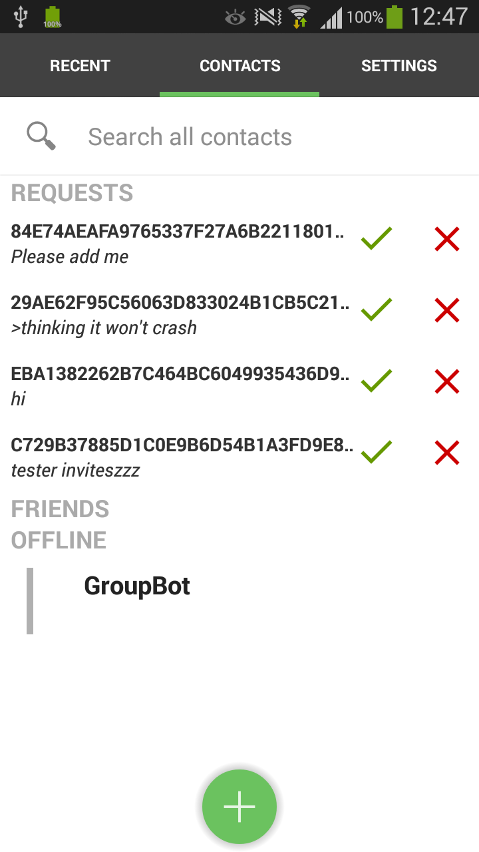 100%
100%
12:47
RECENT
CONTACTS
SETTINGS
Search all contacts
REQUESTS
84E74AEAFA9765337F27A6B2211801..
Please add me
29AE62F95C56063D833024B1CB5C21..
>thinking it won't crash
EBA1382262B7C464BC6049935436D9..
hi
C729B37885D1C0E9B6D54B1A3FD9E8..
tester inviteszzz
FRIENDS
OFFLINE
GroupBot